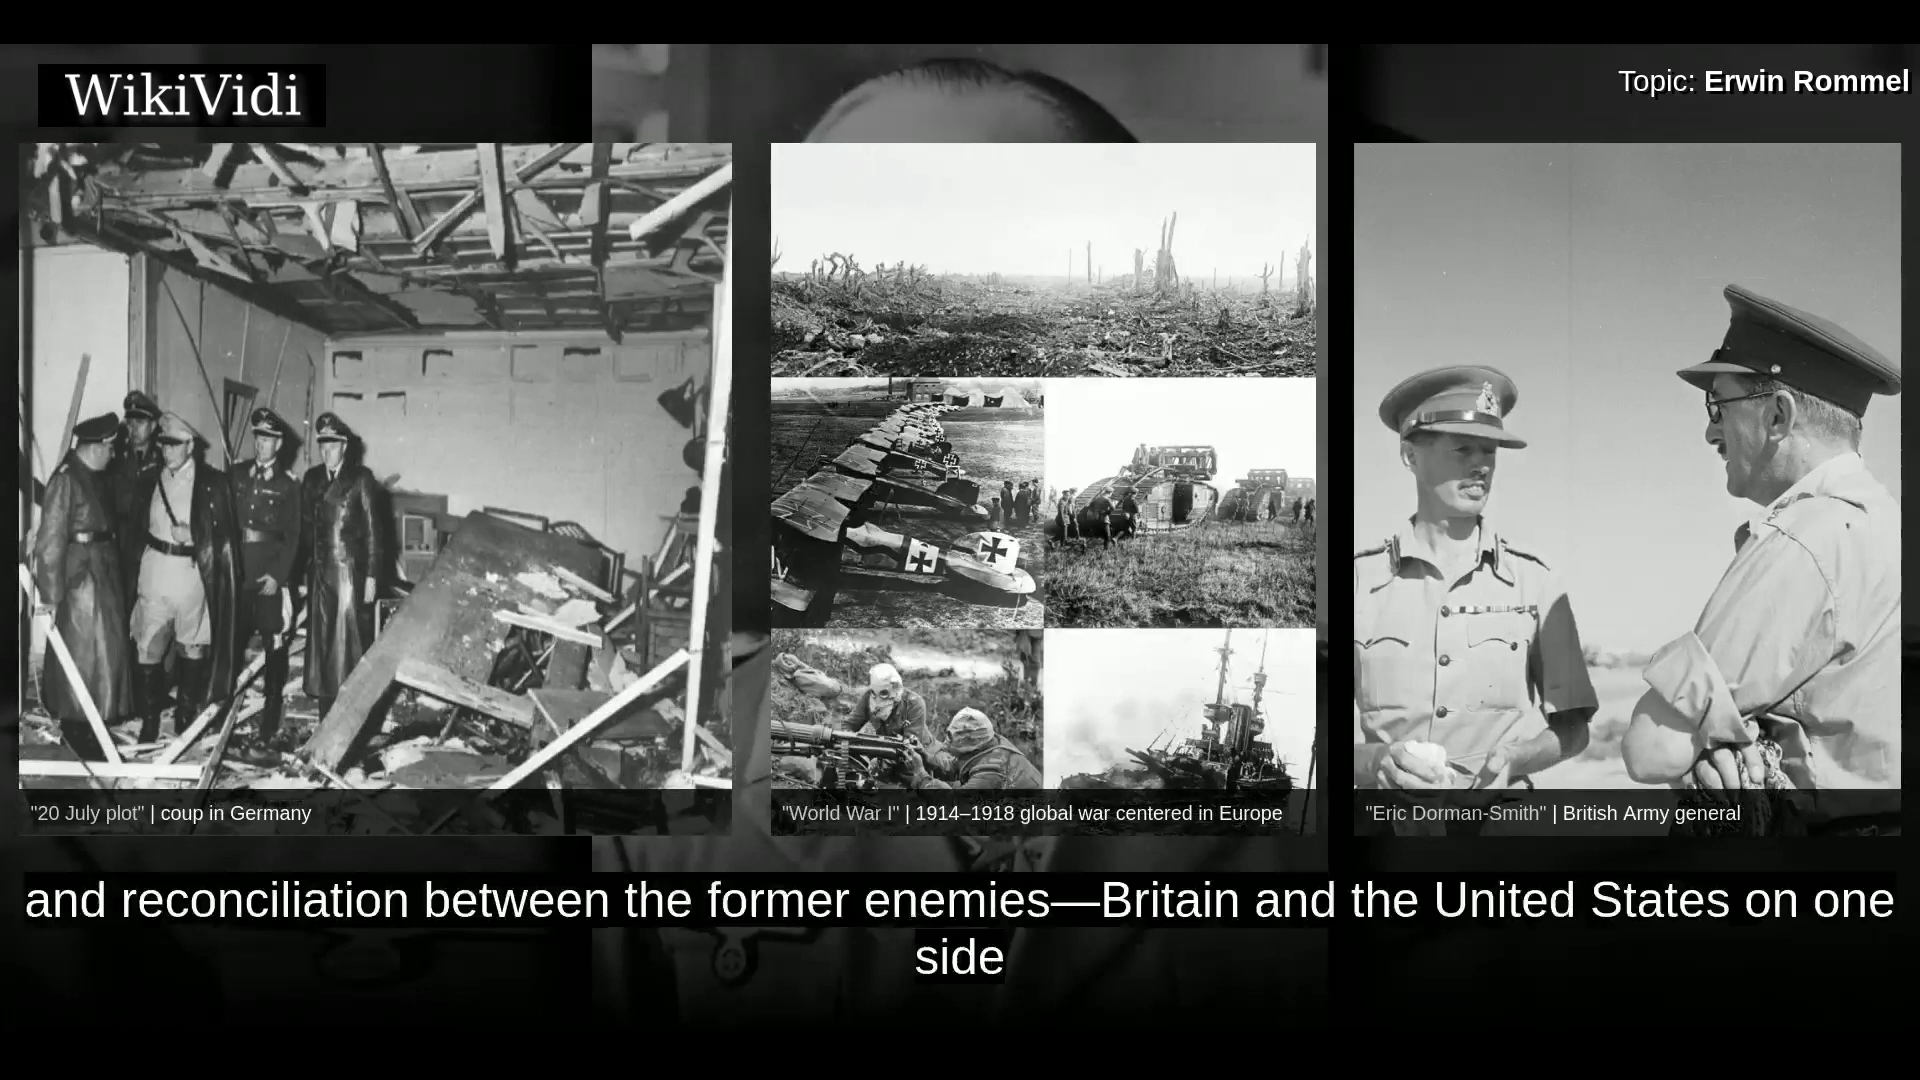 WikiVidi
Topic: Erwin Rommel
"20 July plot" | coup in Germany
"World War I" | 1914–1918 global war centered in Europe
"Eric Dorman-Smith" | British Army general
and reconciliation between the former enemies—Britain and the United States on one
side